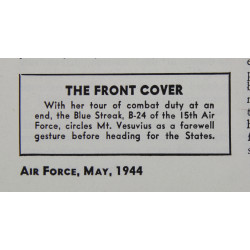 THE FRONT COVER
With her tour of combat duty at an
end, the Blue Streak, B-24 of the 15th Air
Force, circles Mt. Vesuvius as a farewell
gesture before heading for the States.
AIR FORCE, MAY, 1944